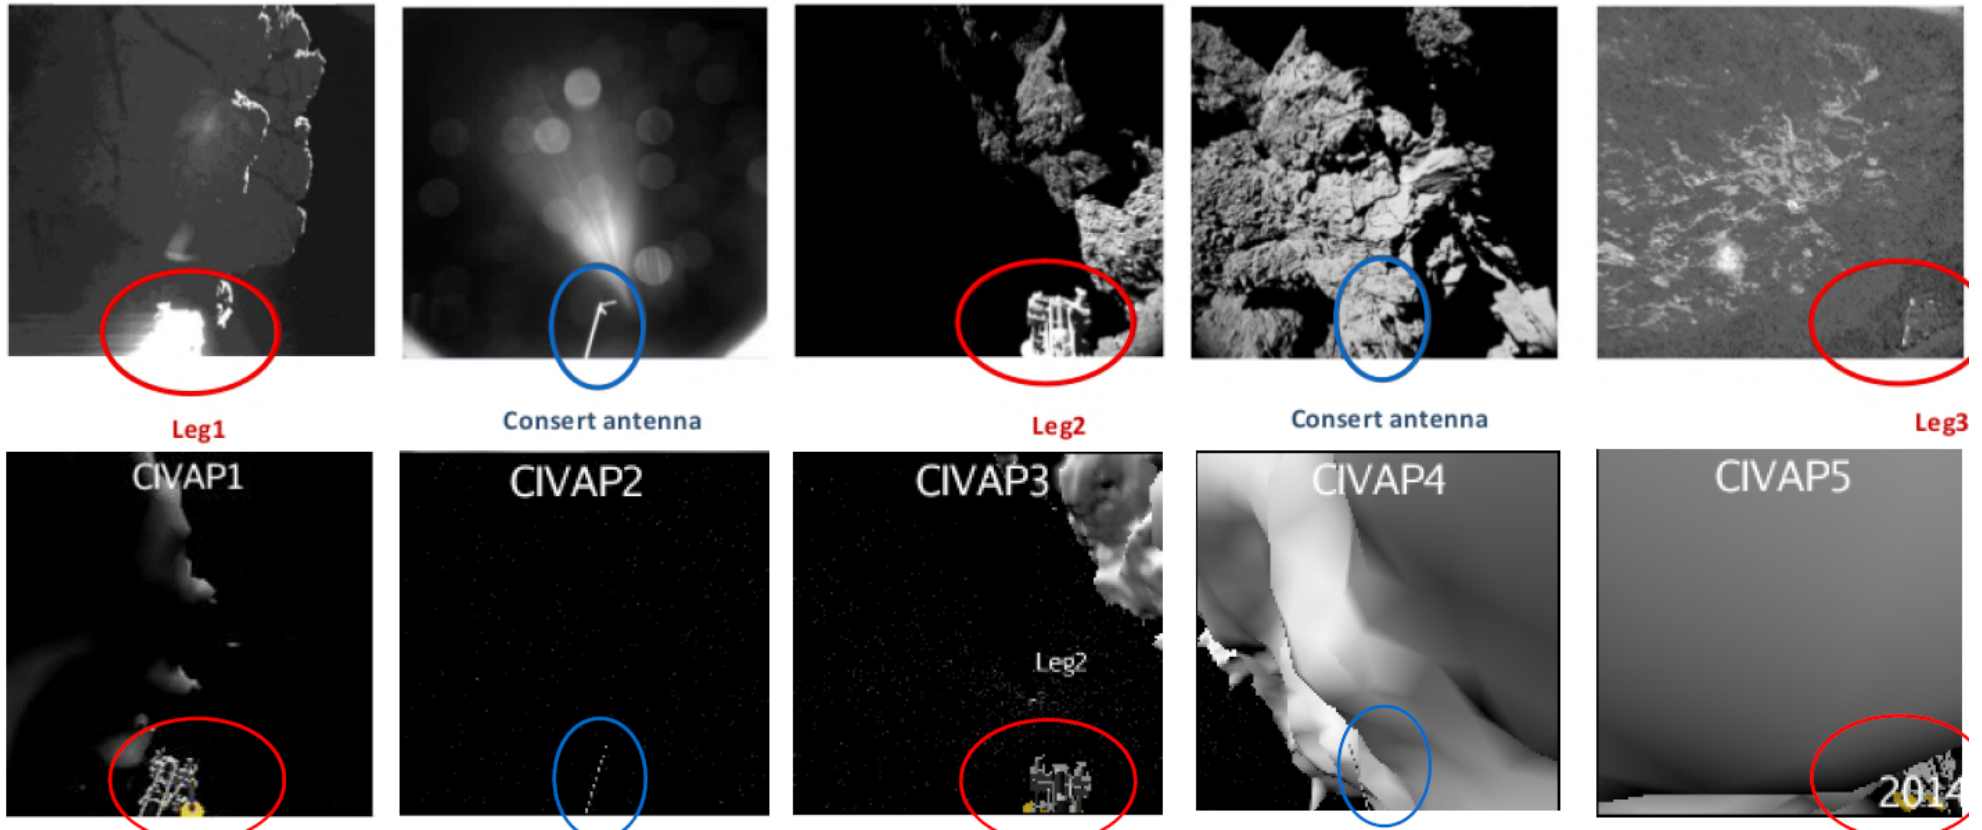 Leg1
Consert antenna
Leg2
Consert antenna
Leg3
CIVAP1
CIVAP2
CIVAP3
CIVAP4
CIVAP5
Leg2
2014